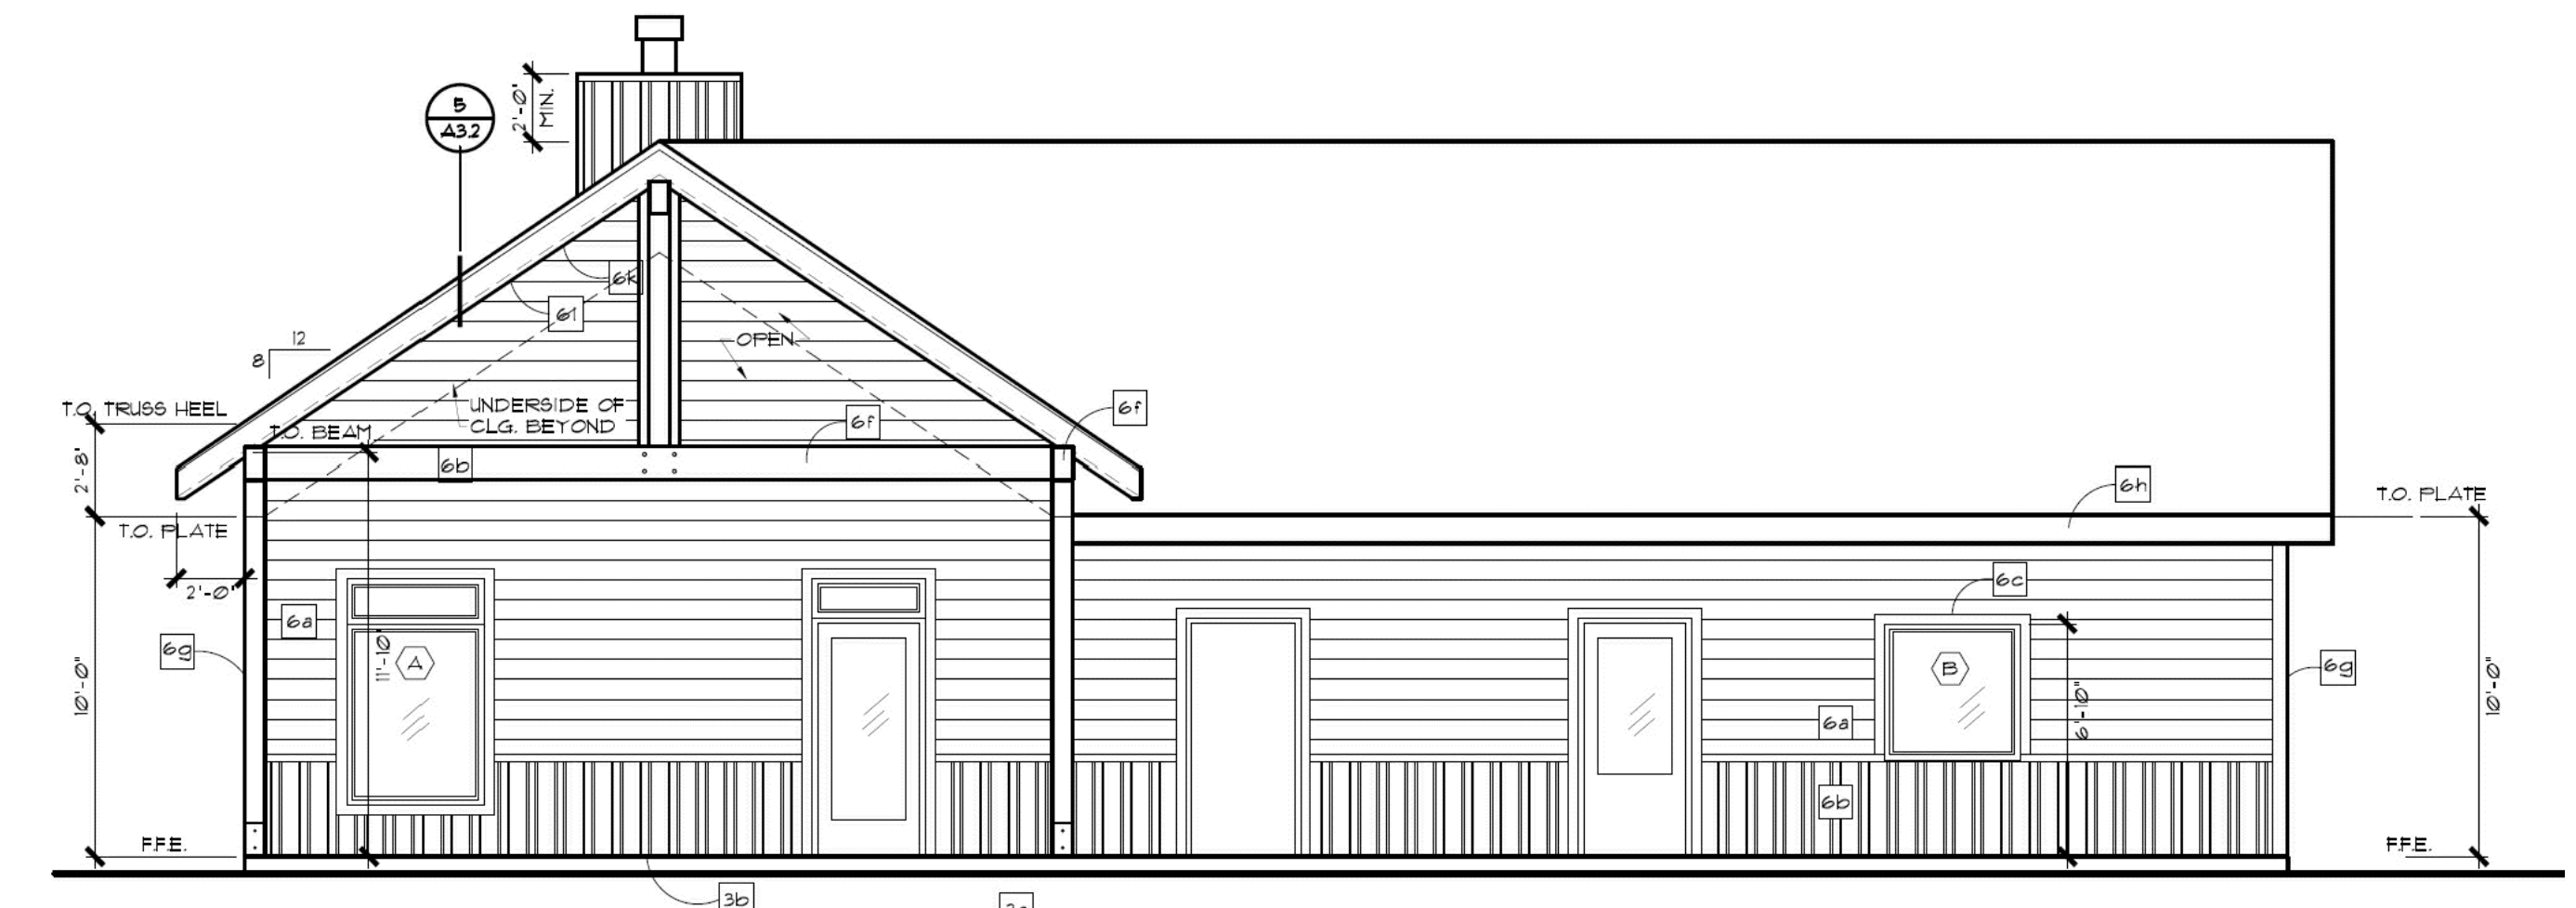 5
A3.2
2'-0"
MIN.
6k
6l
12
8
OPEN
T.O. TRUSS HEEL
UNDERSIDE OF
CLG. BEYOND
6f
6f
T.O. BEAM
6b
2'-8"
6h
T.O. PLATE
T.O. PLATE
2'-0"
6c
6a
6g
11'-10"
A
B
6g
10'-0"
6'-10"
10'-0"
6a
6b
F.F.E.
F.F.E.
3b